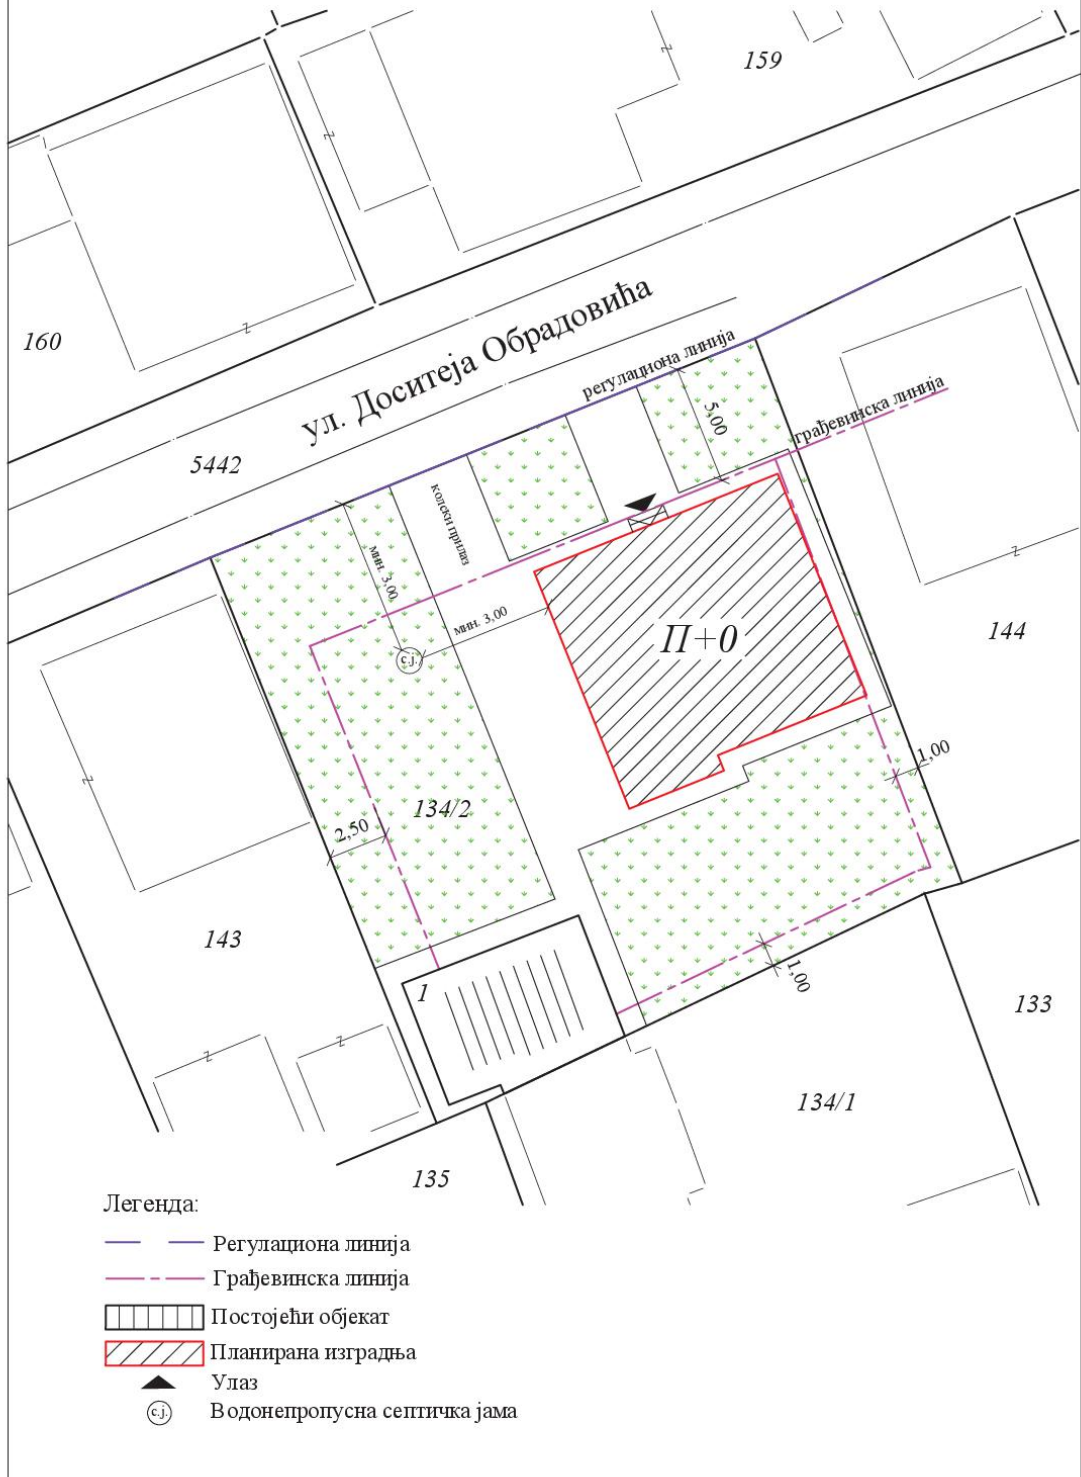 159
160
ул. Доситеја Обрадовића
регулациона линија
грађевинска линија
5442
5,00
колски прилаз
мин. 3,00
мин. 3,00
с.ј.
П+0
144
1,00
134/2
2,50
143
1
1,00
133
134/1
135
Легенда:
Регулациона линија
Грађевинска линија
Постојећи објекат
Планирана изградња
Улаз
с.ј.
Водонепропусна септичка јама